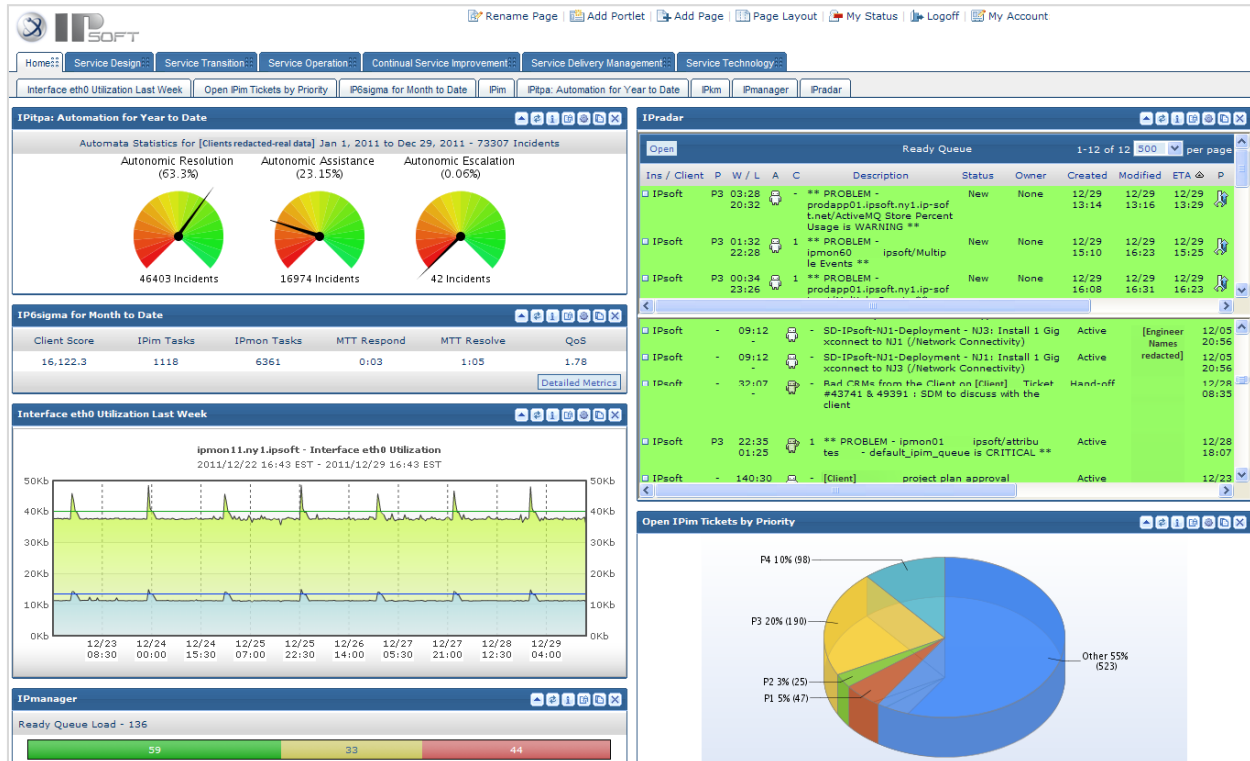 IPSOFT
Rename Page | Add Portlet | Add Page | Page Layout | My Status | Logoff | My Account
Home Service Design Service Transition Service Operation Continual Service Improvement Service Delivery Management Service Technology
Interface eth0 Utilization Last Week Open IPim Tickets by Priority IP6sigma for Month to Date IPim IPitpa: Automation for Year to Date IPkm IPmanager IPradar
IPitpa: Automation for Year to Date
Automata Statistics for [Clients redacted-real data] Jan 1, 2011 to Dec 29, 2011 - 73307 Incidents
Autonomic Resolution Autonomic Assistance Autonomic Escalation
(63.3%) (23.15%) (0.06%)
46403 Incidents 16974 Incidents 42 Incidents
IP6sigma for Month to Date
Client Score IPim Tasks IPmon Tasks MTT Respond MTT Resolve QoS
16,122.3 1118 6361 0:03 1:05 1.78
Detailed Metrics
Interface eth0 Utilization Last Week
ipmon11.ny1.ipsoft - Interface eth0 Utilization
2011/12/22 16:43 EST - 2011/12/29 16:43 EST
50Kb 50Kb
40Kb 40Kb
30Kb 30Kb
20Kb 20Kb
10Kb 10Kb
0Kb 0Kb
12/23 12/24 12/24 12/25 12/25 12/26 12/27 12/27 12/28 12/29
08:30 00:00 15:30 07:00 22:30 14:00 05:30 21:00 12:30 04:00
IPmanager
Ready Queue Load - 136
59 33 44
IPradar
Open Ready Queue 1-12 of 12 500 per page
Ins / Client P W / L A C Description Status Owner Created Modified ETA P
IPsoft P3 03:28 - ** PROBLEM - New None 12/29 12/29 12/29
20:32 prodapp01.ipsoft.ny1.ip-sof 13:14 13:16 13:29
t.net/ActiveMQ Store Percent
Usage is WARNING **
IPsoft P3 01:32 1 ** PROBLEM - New None 12/29 12/29 12/29
22:28 ipmon60 ipsoft/Multip 15:10 16:23 15:25
le Events **
IPsoft P3 00:34 1 ** PROBLEM - New None 12/29 12/29 12/29
23:26 prodapp01.ipsoft.ny1.ip-sof 16:08 16:31 16:23
IPsoft - 09:12 - SD-IPsoft-NJ1-Deployment - NJ3: Install 1 Gig Active [Engineer 12/05
- xconnect to NJ1 (/Network Connectivity) Names 20:56
IPsoft - 09:12 - SD-IPsoft-NJ1-Deployment - NJ1: Install 1 Gig Active redacted] 12/05
- xconnect to NJ3 (/Network Connectivity) 20:56
IPsoft - 32:07 - Bad CRMs from the Client on [Client] Ticket Hand-off 12/28
- #43741 & 49391 : SDM to discuss with the 08:35
client
IPsoft P3 22:35 1 ** PROBLEM - ipmon01 ipsoft/attribu Active 12/28
01:25 tes - default_ipim_queue is CRITICAL ** 18:07
IPsoft - 140:30 - [Client] project plan approval Active 12/23
Open IPim Tickets by Priority
P4 10% (98)
P3 20% (190)
Other 55%
(523)
P2 3% (25)
P1 5% (47)